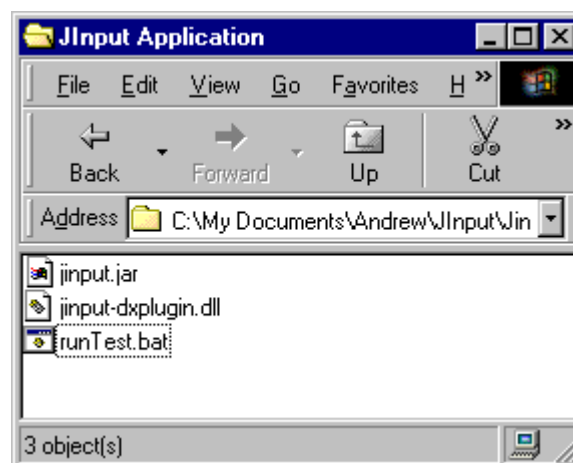 JInput Application
File Edit View Go Favorites H »
Back Forward Up Cut »
Address C:\My Documents\Andrew\JInput\Jin
jinput.jar
jinput-dxplugin.dll
runTest.bat
3 object(s)